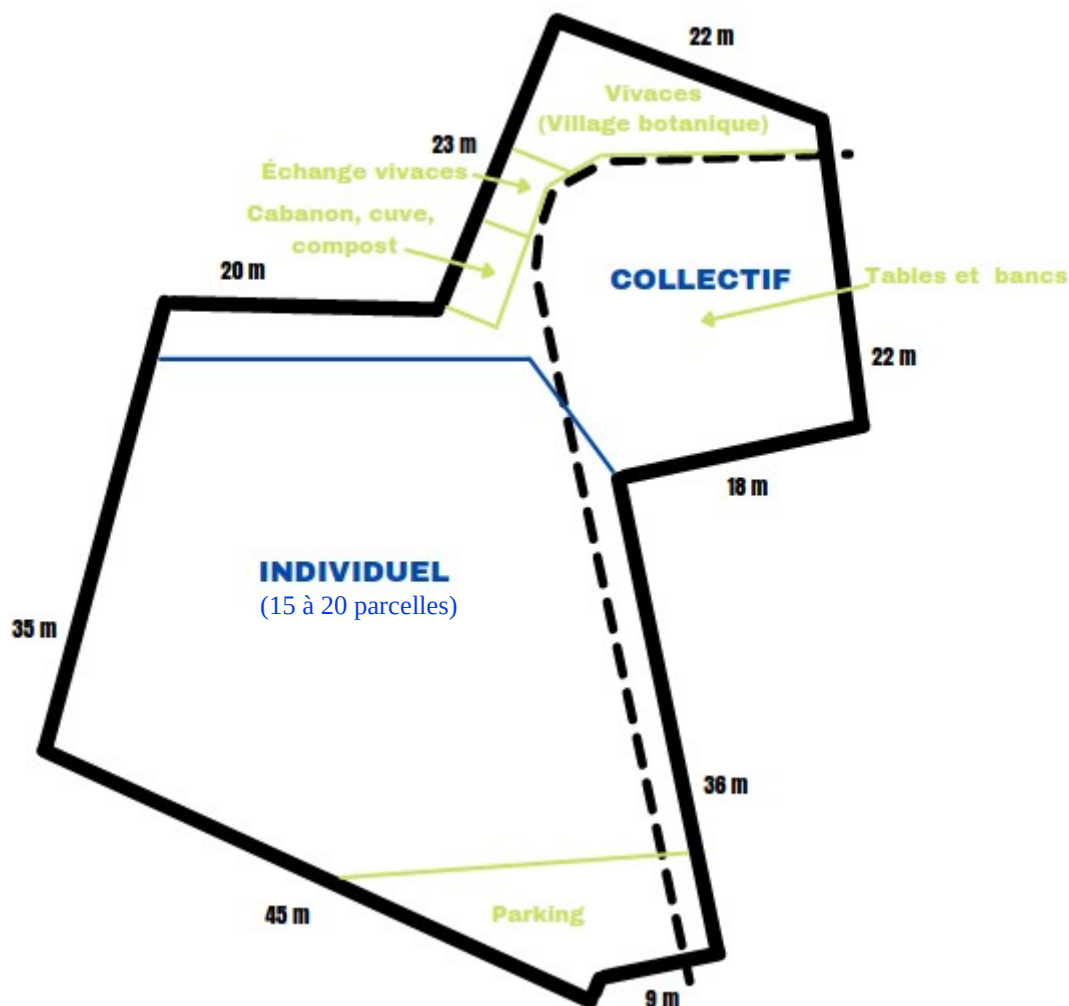 22 m
Vivaces
(Village botanique)
23 m
Échange vivaces
Cabanon, cuve,
compost
20 m
COLLECTIF
Tables et bancs
22 m
18 m
INDIVIDUEL
(15 à 20 parcelles)
35 m
36 m
45 m
Parking
9 m